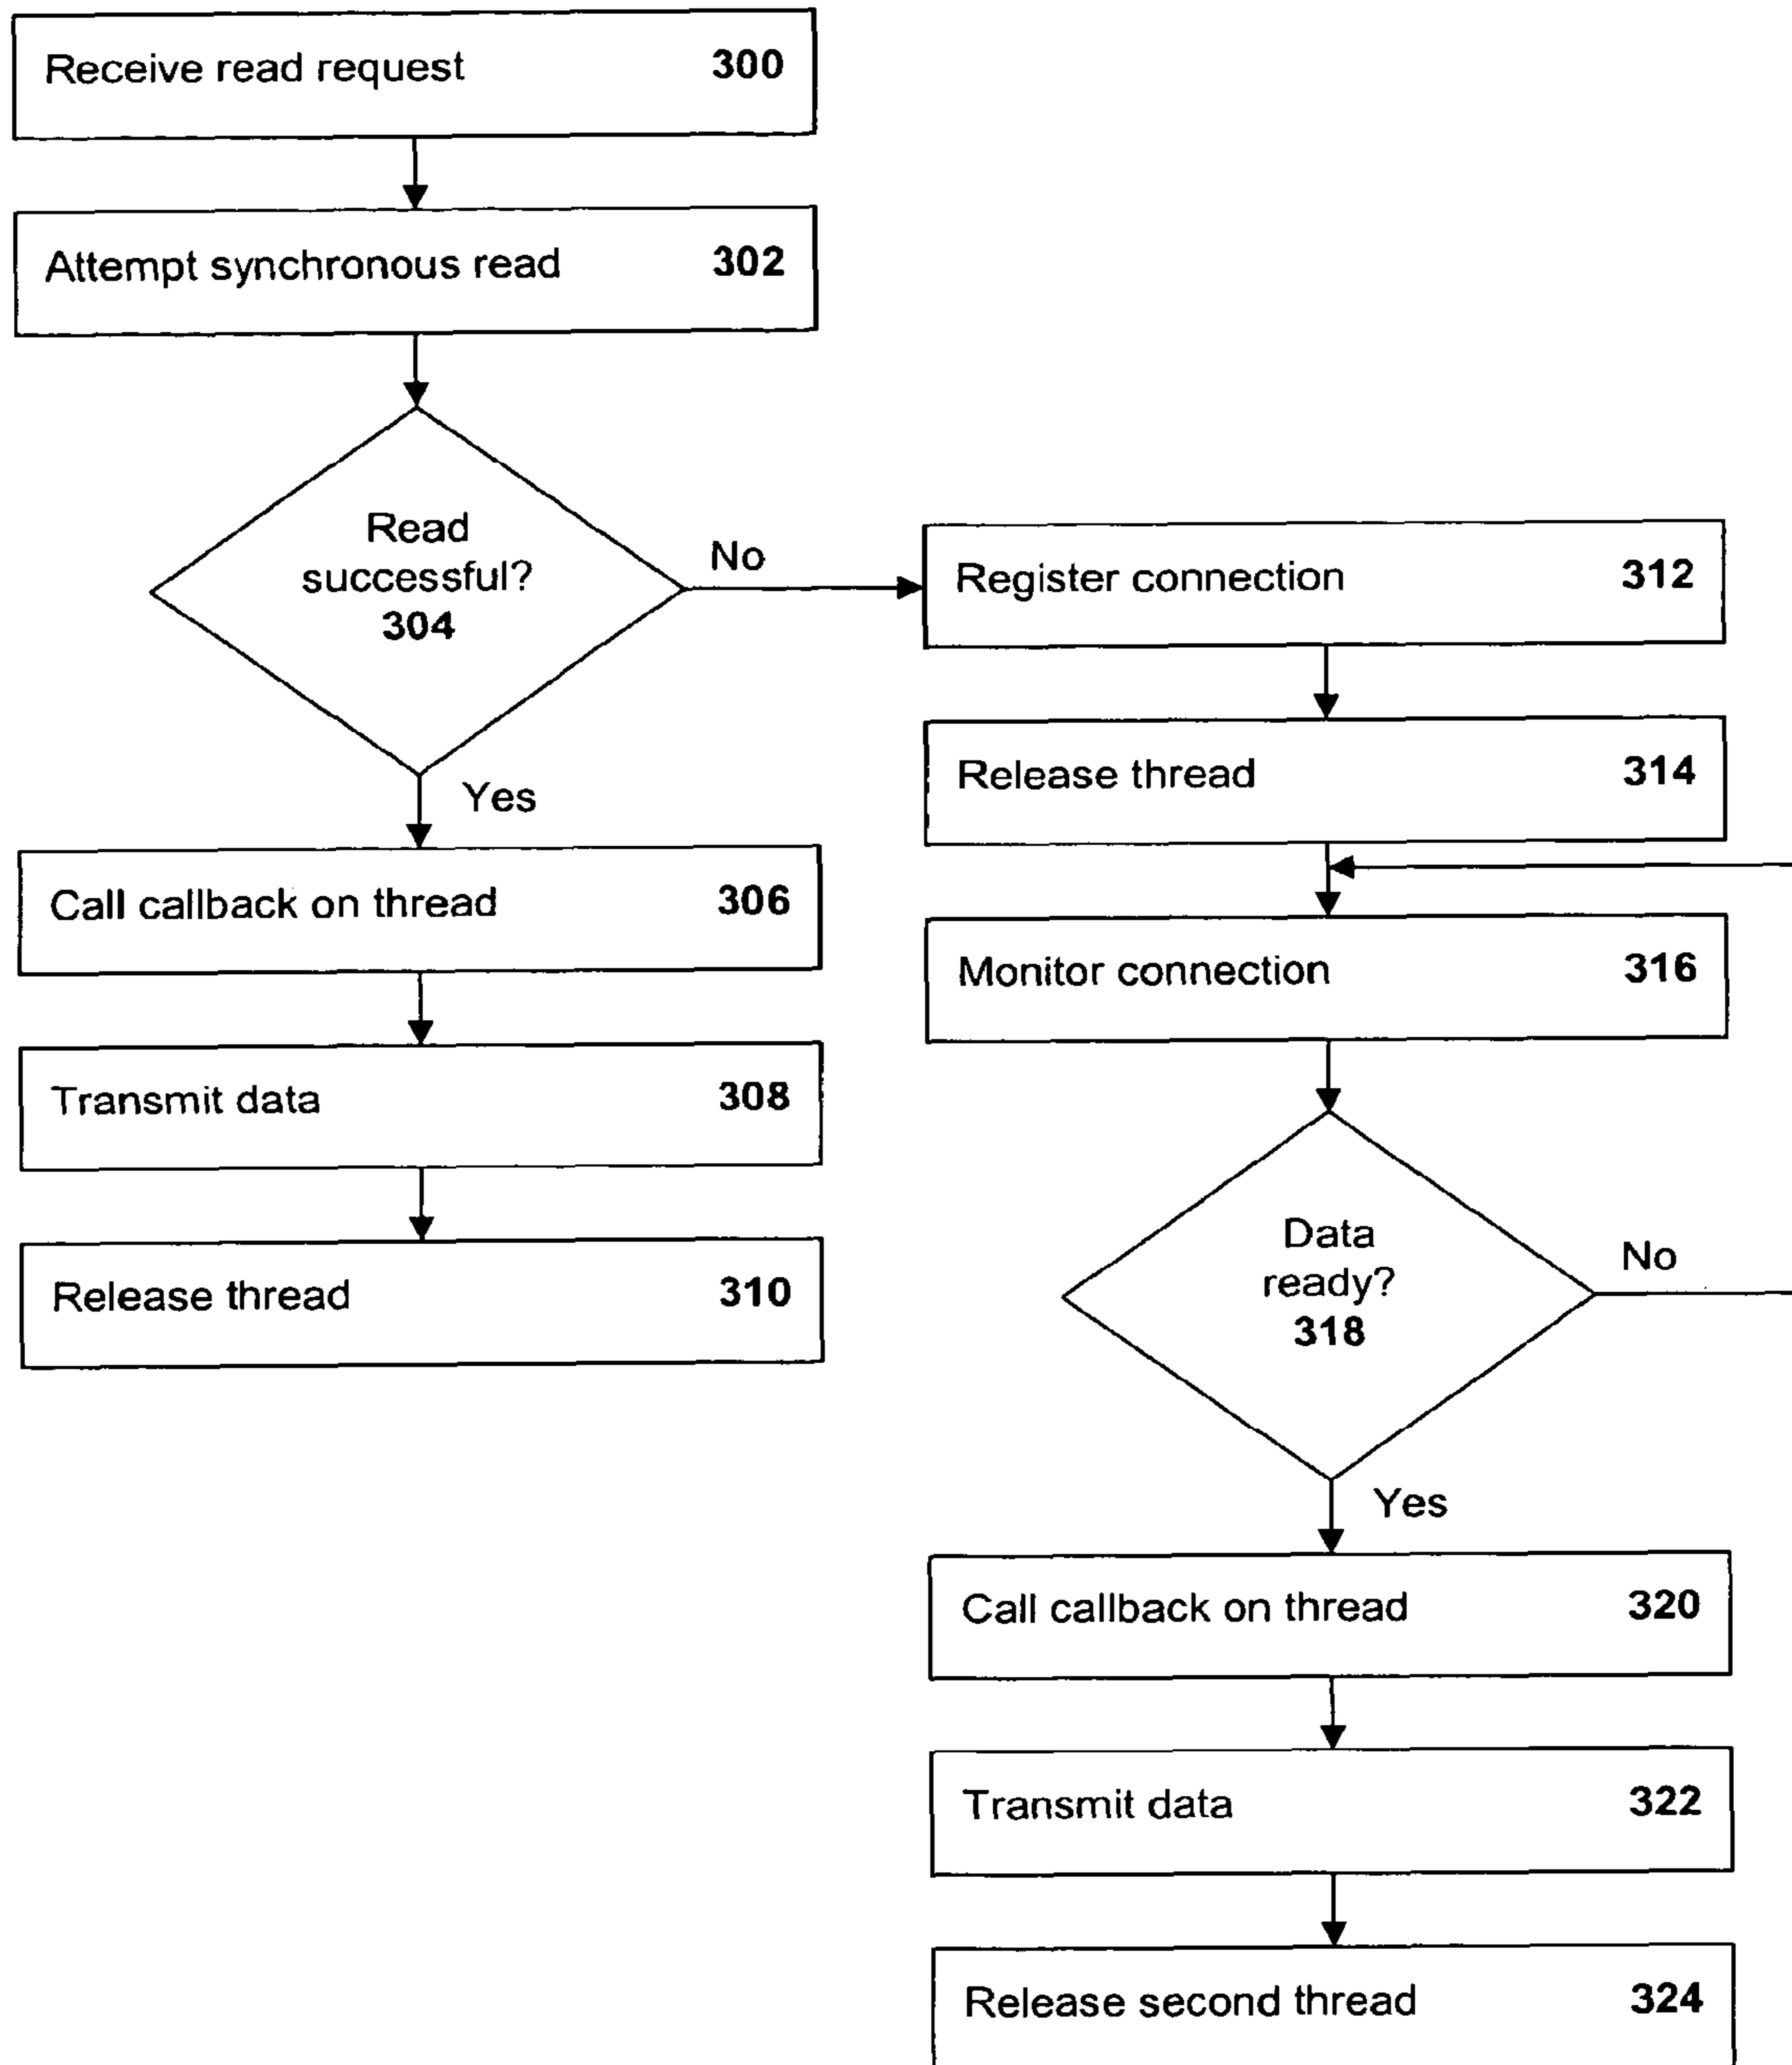 Receive read request 300
Attempt synchronous read 302
Read
successful?
304
No
Yes
Call callback on thread 306
Transmit data 308
Release thread 310
Register connection 312
Release thread 314
Monitor connection 316
Data
ready?
318
No
Yes
Call callback on thread 320
Transmit data 322
Release second thread 324